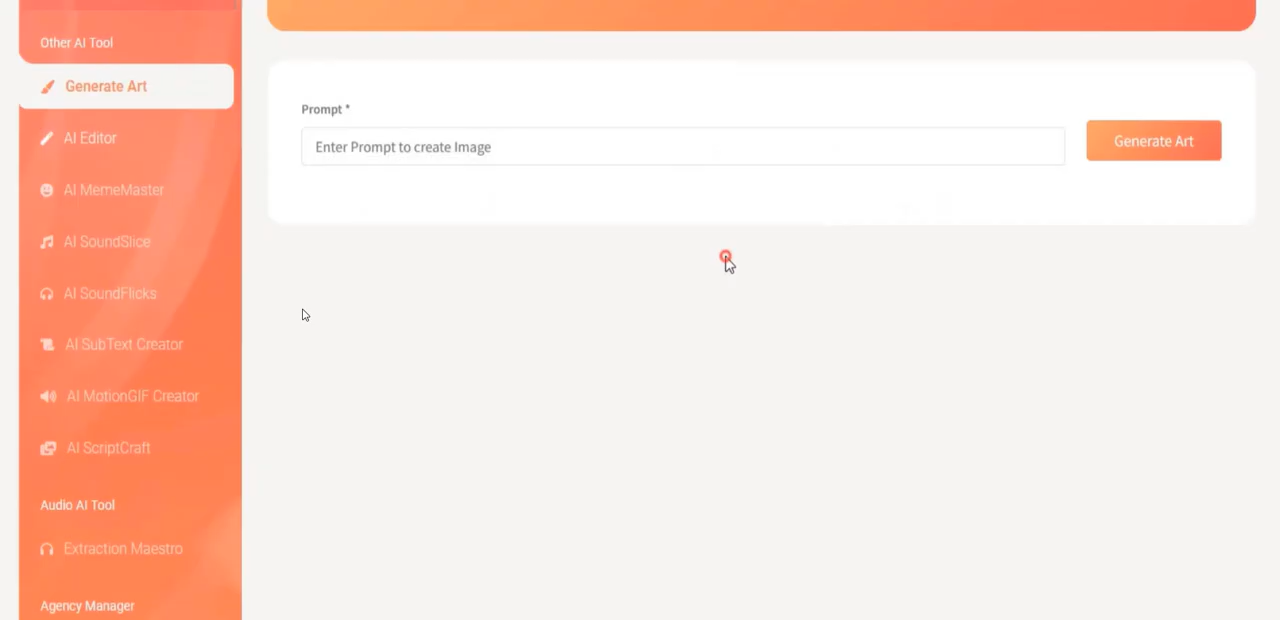 Other AI Tool
Generate Art
AI Editor
AI MemeMaster
AI SoundSlice
AI SoundFlicks
AI SubText Creator
AI MotionGIF Creator
AI ScriptCraft
Audio AI Tool
Extraction Maestro
Agency Manager
Prompt *
Enter Prompt to create Image
Generate Art